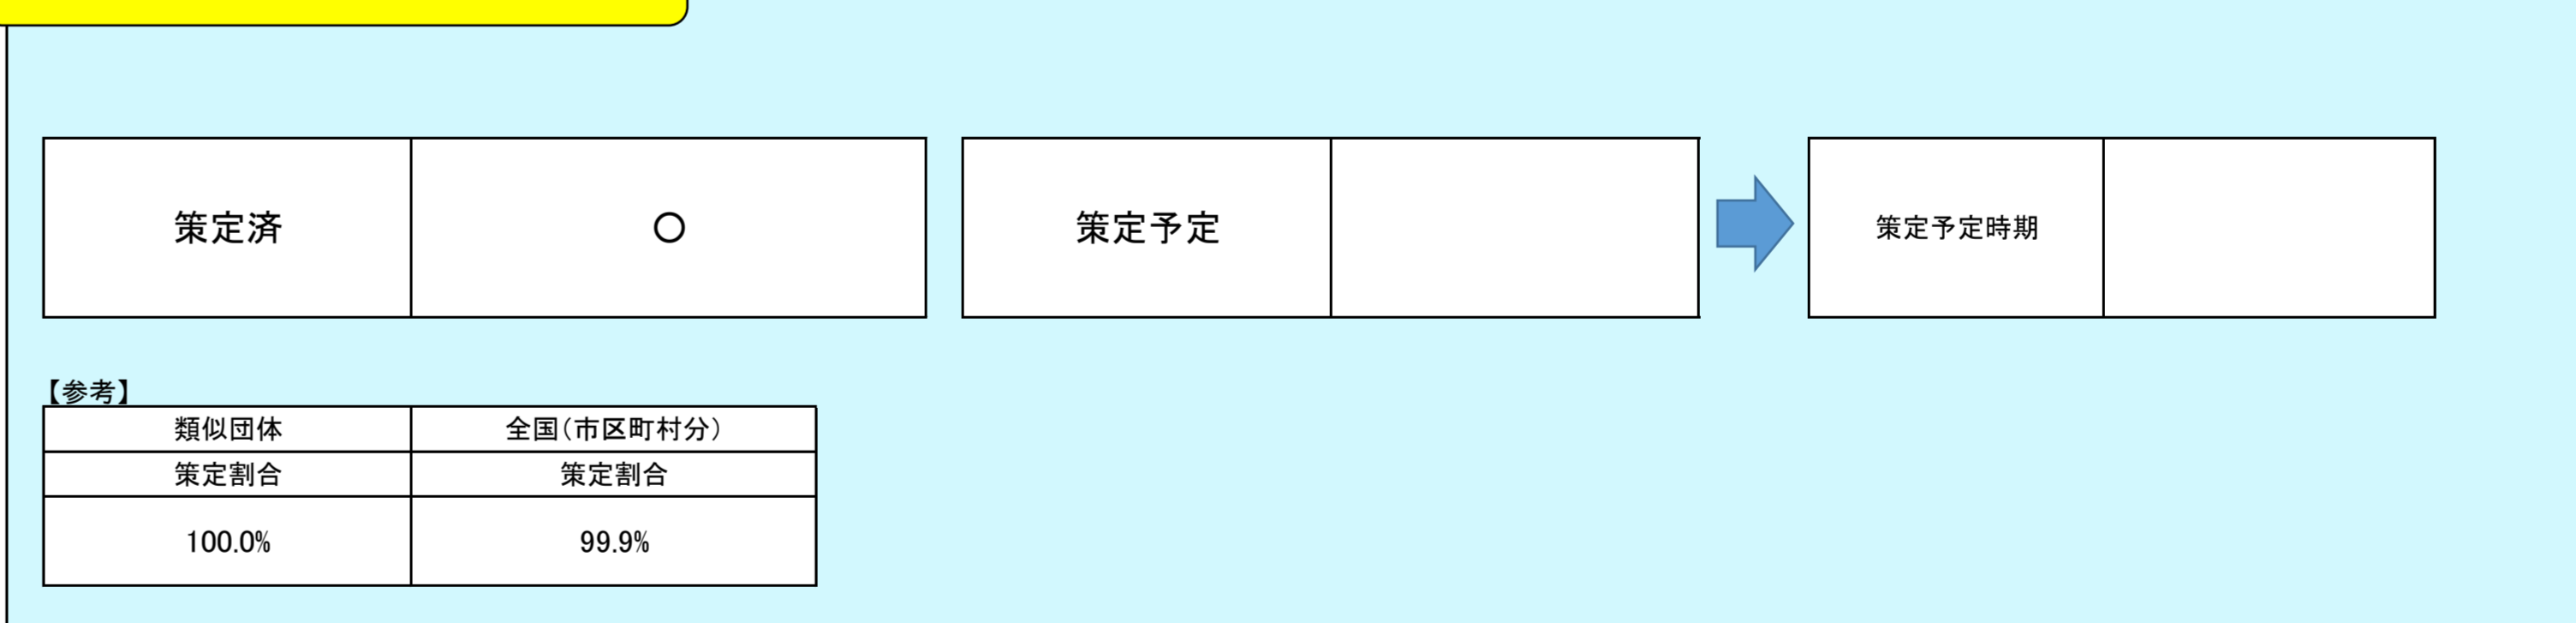 策定済 ○ 策定予定 策定予定時期
【参考】
類似団体 全国(市区町村分)
策定割合 策定割合
100.0% 99.9%